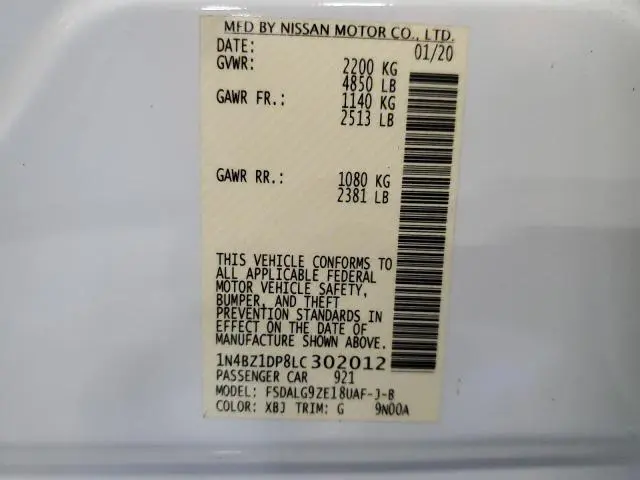 MFD BY NISSAN MOTOR CO., LTD.
DATE: 01/20
GVWR: 2200 KG
4850 LB
GAWR FR.: 1140 KG
2513 LB
GAWR RR.: 1080 KG
2381 LB
THIS VEHICLE CONFORMS TO
ALL APPLICABLE FEDERAL
MOTOR VEHICLE SAFETY,
BUMPER, AND THEFT
PREVENTION STANDARDS IN
EFFECT ON THE DATE OF
MANUFACTURE SHOWN ABOVE.
1N4BZ1DP8LC302012
PASSENGER CAR 921
MODEL: FSDALG9ZE18UAF-J-B
COLOR: XBJ TRIM: G 9N00A